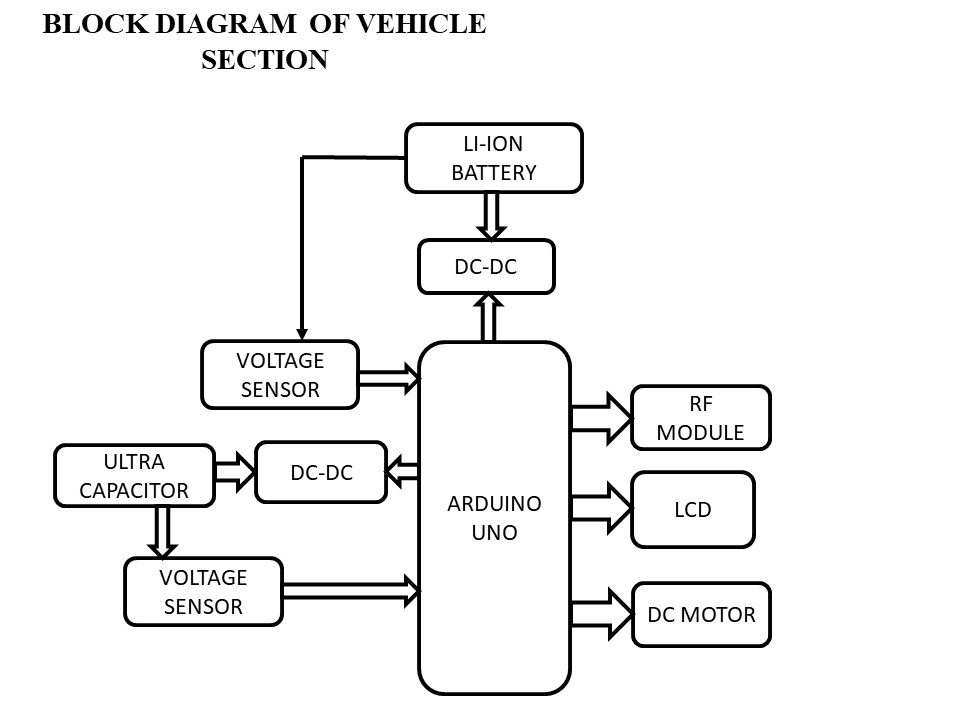 BLOCK DIAGRAM OF VEHICLE
SECTION
LI-ION
BATTERY
DC-DC
VOLTAGE
SENSOR
RF
MODULE
ULTRA
CAPACITOR
DC-DC
ARDUINO
UNO
LCD
VOLTAGE
SENSOR
DC MOTOR